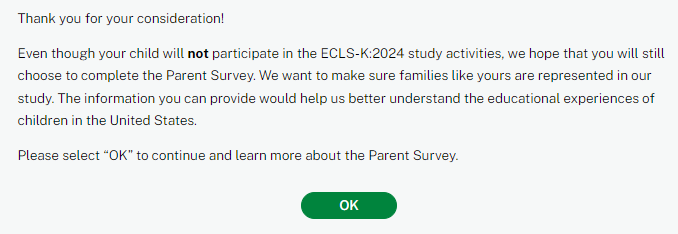 Thank you for your consideration!
Even though your child will not participate in the ECLS-K:2024 study activities, we hope that you will still
choose to complete the Parent Survey. We want to make sure families like yours are represented in our
study. The information you can provide would help us better understand the educational experiences of
children in the United States.
Please select “OK” to continue and learn more about the Parent Survey.
OK